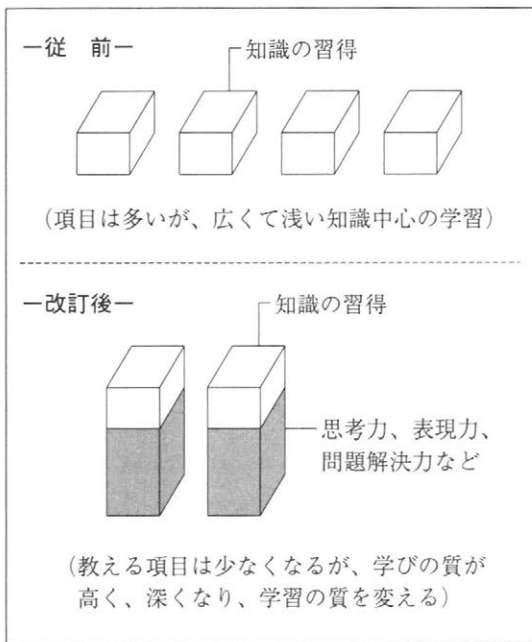 ー従　前ー
知識の習得
（項目は多いが、広くて浅い知識中心の学習）
ー改訂後ー
知識の習得
思考力、表現力、
問題解決力など
（教える項目は少なくなるが、学びの質が
高く、深くなり、学習の質を変える）